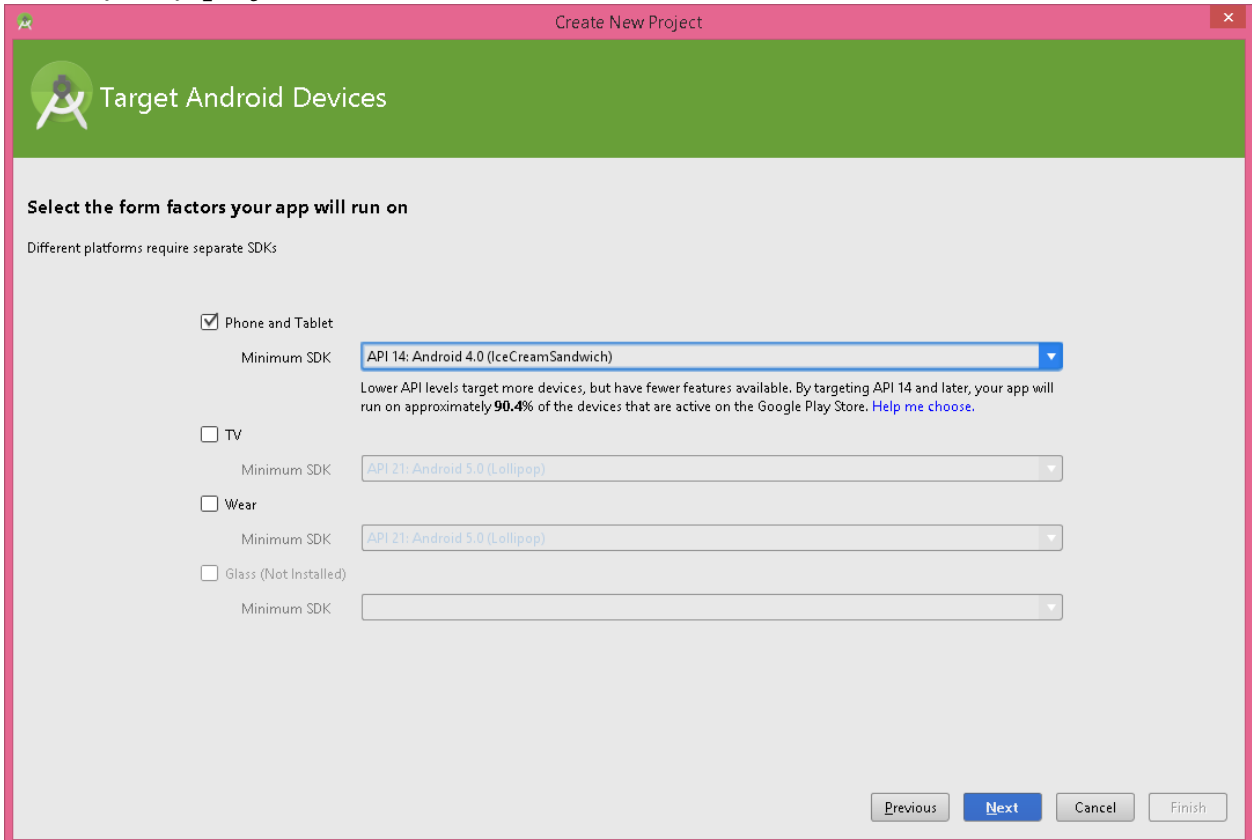 Create New Project
Target Android Devices
Select the form factors your app will run on
Different platforms require separate SDKs
Phone and Tablet
Minimum SDK API 14: Android 4.0 (IceCreamSandwich)
Lower API levels target more devices, but have fewer features available. By targeting API 14 and later, your app will
run on approximately 90.4% of the devices that are active on the Google Play Store. Help me choose.
TV
Minimum SDK API 21: Android 5.0 (Lollipop)
Wear
Minimum SDK API 21: Android 5.0 (Lollipop)
Glass (Not Installed)
Minimum SDK
Previous Next Cancel Finish